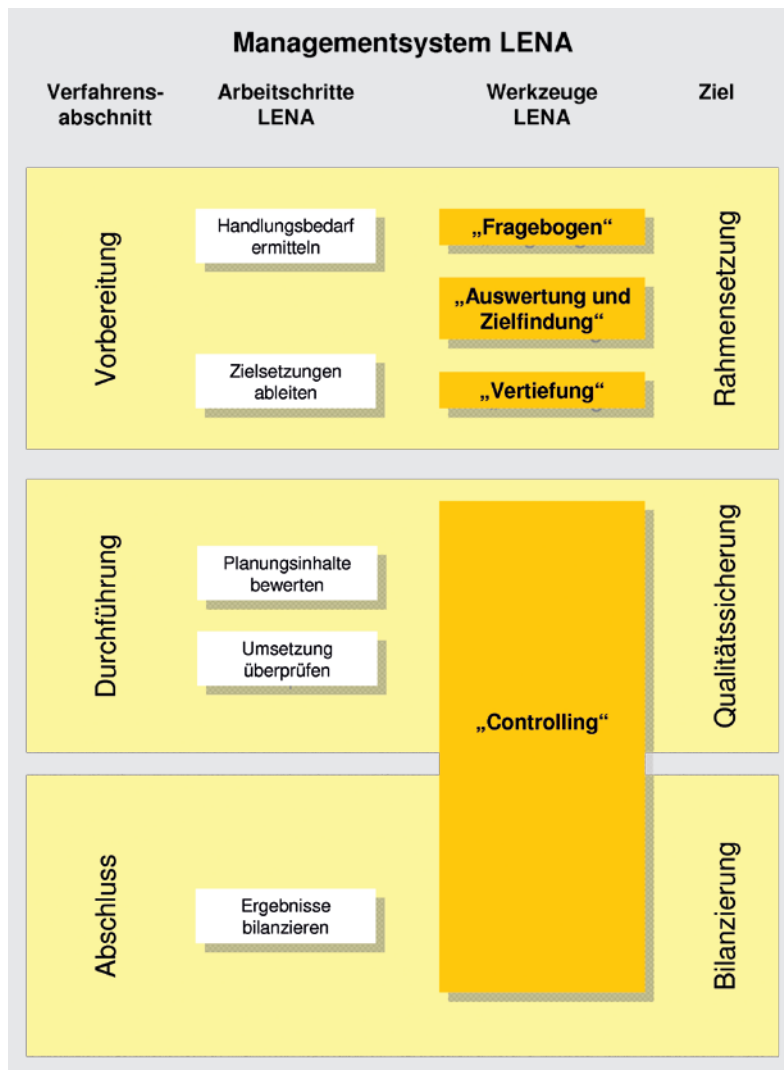 Managementsystem LENA
Verfahrens-
abschnitt
Arbeitschritte
LENA
Werkzeuge
LENA
Ziel
Vorbereitung
Handlungsbedarf
ermitteln
Zielsetzungen
ableiten
„Fragebogen“
„Auswertung und
Zielfindung“
„Vertiefung“
Rahmensetzung
Durchführung
Planungsinhalte
bewerten
Umsetzung
überprüfen
„Controlling“
Qualitätssicherung
Abschluss
Ergebnisse
bilanzieren
Bilanzierung